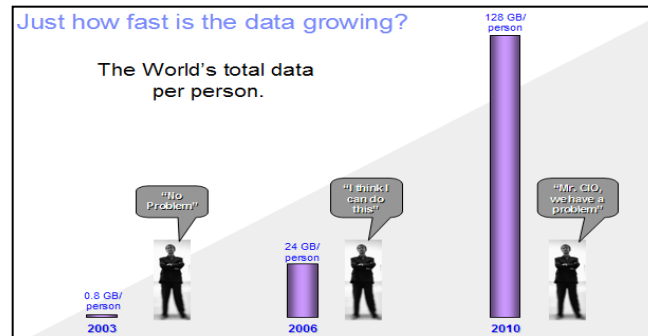 Just how fast is the data growing?
128 GB/
person
The World's total data
per person.
"No
Problem"
"I think I
can do
this"
"Mr. CIO,
we have a
problem"
24 GB/
person
0.8 GB/
person
2003
2006
2010